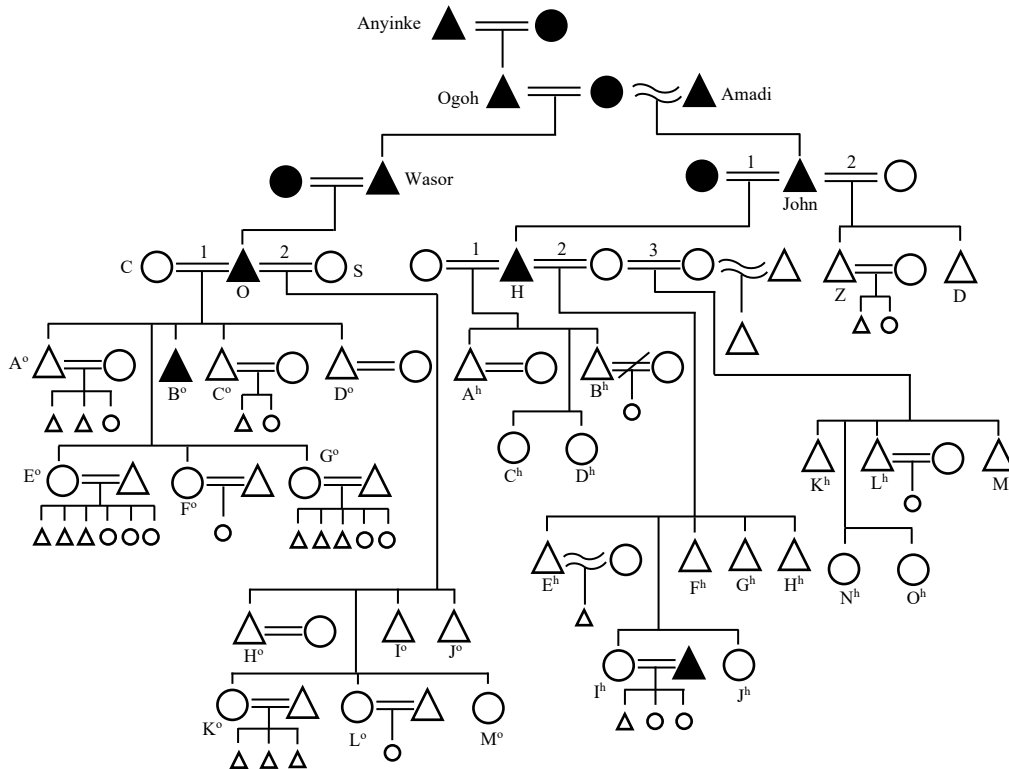 Anyinke
Ogoh
Amadi
Wasor
1
2
John
C
1
2
S
O
1
2
3
H
Z
D
Aº
Bº
Cº
Dº
Aʰ
Bʰ
Cʰ
Dʰ
Kʰ
Lʰ
M
Eº
Fº
Gº
Eʰ
Fʰ
Gʰ
Hʰ
Nʰ
Oʰ
Hº
Iº
Jº
Iʰ
Jʰ
Kº
Lº
Mº